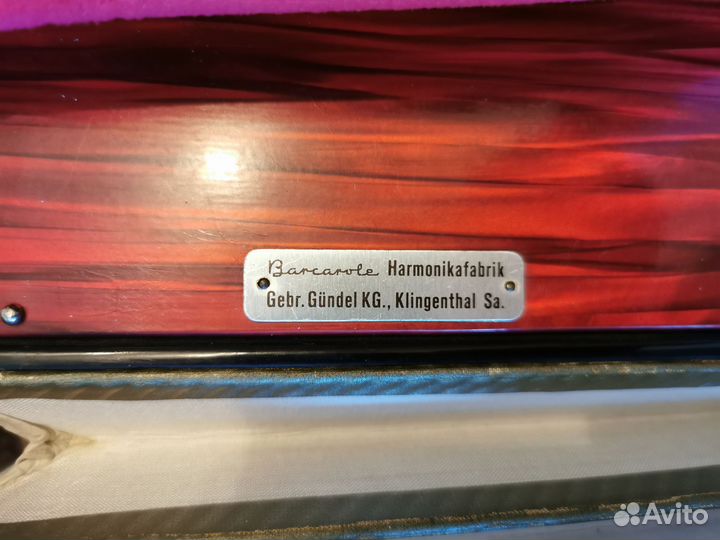 Barcarole Harmonikafabrik
Gebr. Gündel KG., Klingenthal Sa.
Avito